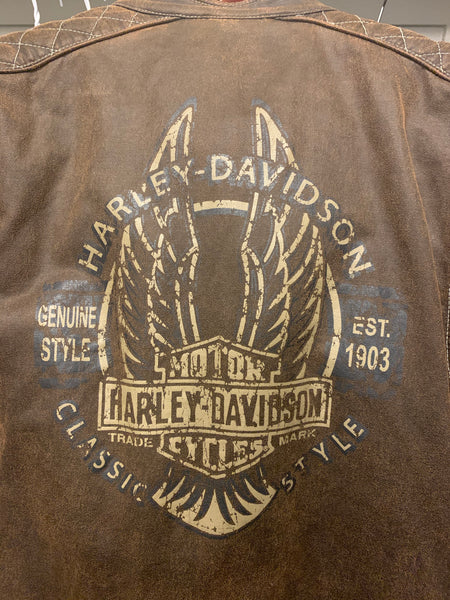 HARLEY-DAVIDSON
GENUINE
STYLE
EST.
1903
MOTOR
HARLEY-DAVIDSON
TRADE MARK
CYCLES
CLASSIC STYLE